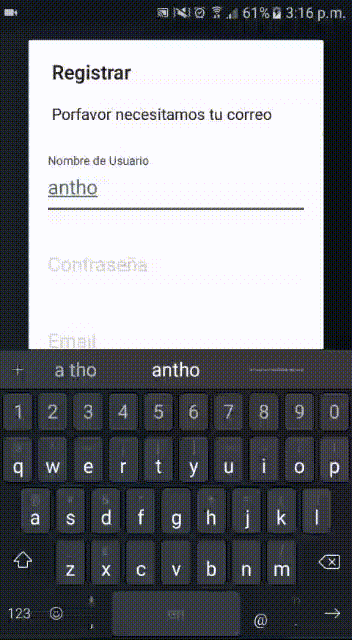 61% 3:16 p.m.
Registrar
Porfavor necesitamos tu correo
Nombre de Usuario
antho
Contraseña
Email
+ a tho antho
1 2 3 4 5 6 7 8 9 0
q w e r t y u i o p
a s d f g h j k l
z x c v b n m
123 , @ .